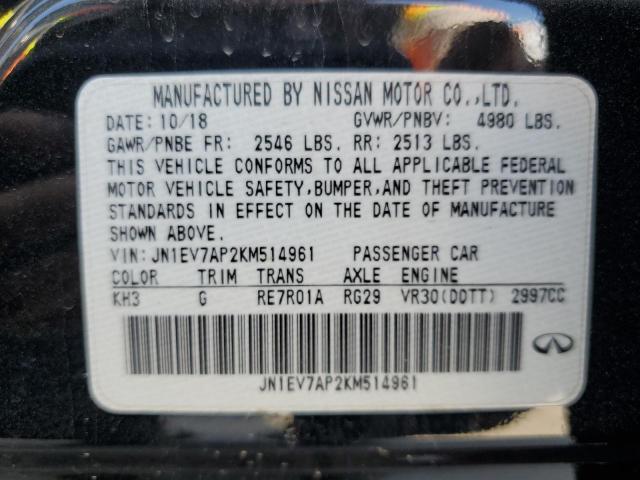 MANUFACTURED BY NISSAN MOTOR CO.,LTD.
DATE: 10/18 GVWR/PNBV: 4980 LBS.
GAWR/PNBE FR: 2546 LBS. RR: 2513 LBS.
THIS VEHICLE CONFORMS TO ALL APPLICABLE FEDERAL
MOTOR VEHICLE SAFETY,BUMPER,AND THEFT PREVENTION
STANDARDS IN EFFECT ON THE DATE OF MANUFACTURE
SHOWN ABOVE.
VIN: JN1EV7AP2KM514961 PASSENGER CAR
COLOR TRIM TRANS AXLE ENGINE
KH3 G RE7R01A RG29 VR30(DDTT) 2997CC
JN1EV7AP2KM514961